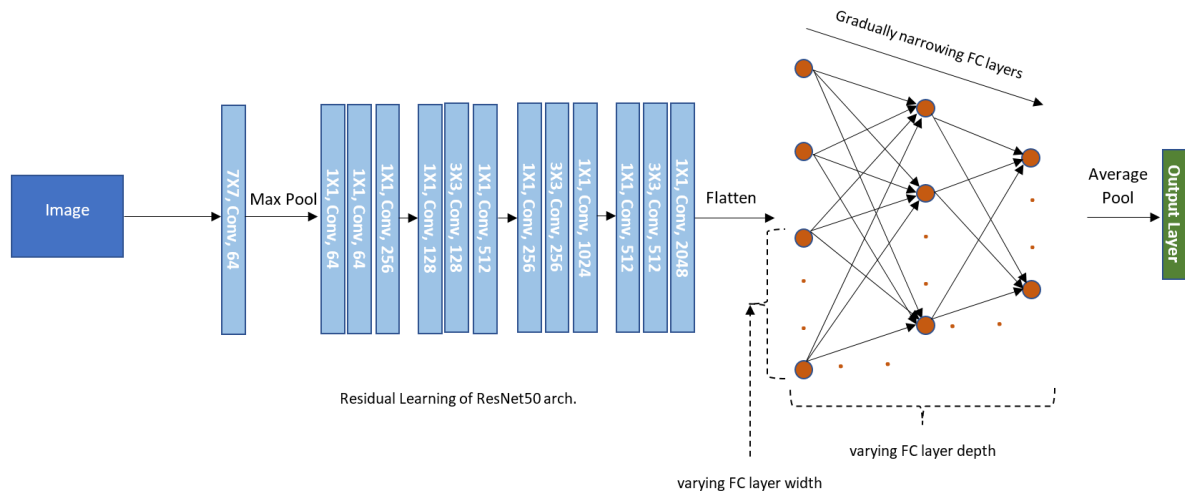 Gradually narrowing FC layers
Image
7X7, Conv, 64
Max Pool
1X1, Conv, 64
1X1, Conv, 64
1X1, Conv, 256
1X1, Conv, 128
3X3, Conv, 128
1X1, Conv, 512
1X1, Conv, 256
3X3, Conv, 256
1X1, Conv, 1024
1X1, Conv, 512
3X3, Conv, 512
1X1, Conv, 2048
Flatten
Average
Pool
Output Layer
Residual Learning of ResNet50 arch.
varying FC layer depth
varying FC layer width